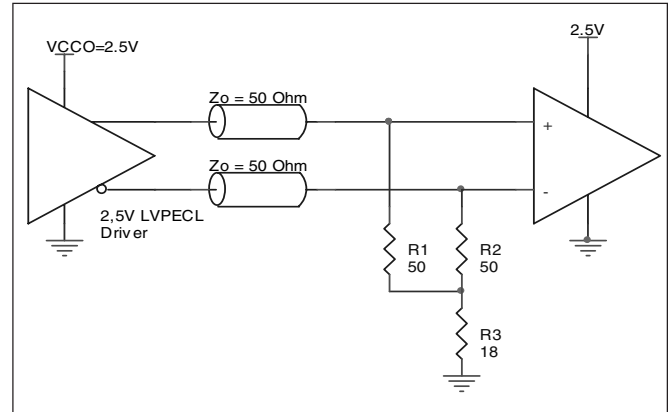 VCCO=2.5V
2.5V
Zo = 50 Ohm
+
Zo = 50 Ohm
-
2,5V LVPECL
Driver
R1
50
R2
50
R3
18